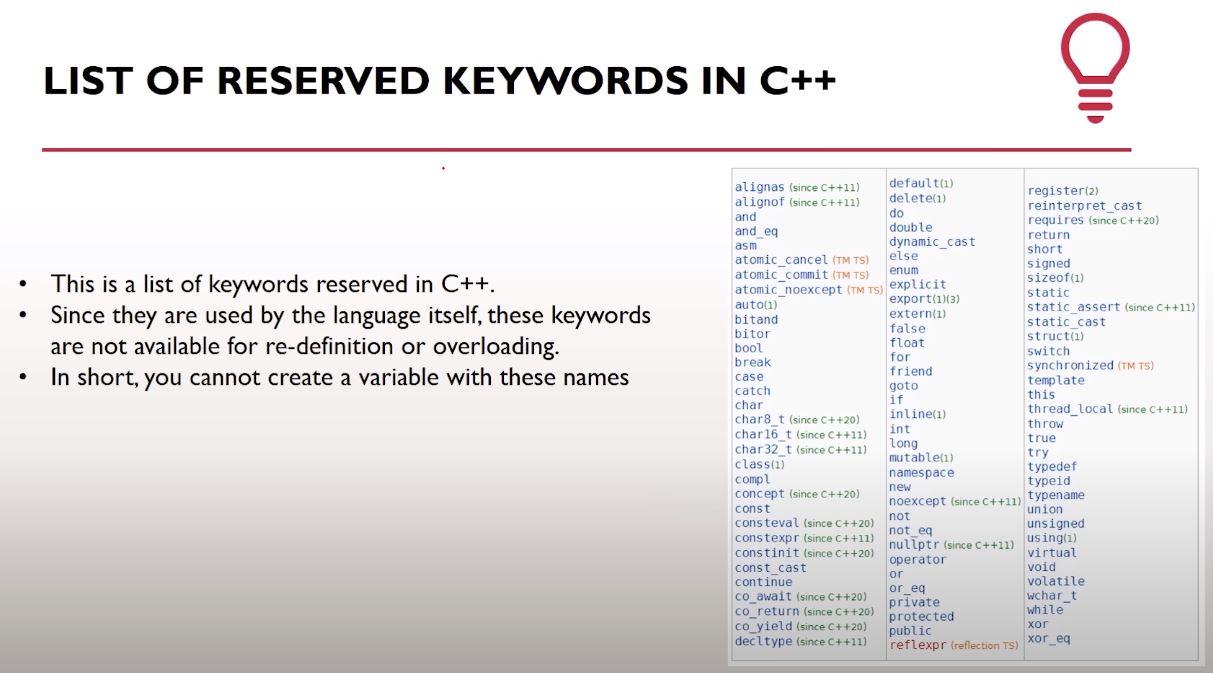 LIST OF RESERVED KEYWORDS IN C++
• This is a list of keywords reserved in C++.
• Since they are used by the language itself, these keywords
are not available for re-definition or overloading.
• In short, you cannot create a variable with these names
alignas (since C++11)
alignof (since C++11)
and
and_eq
asm
atomic_cancel (TM TS)
atomic_commit (TM TS)
atomic_noexcept (TM TS)
auto(1)
bitand
bitor
bool
break
case
catch
char
char8_t (since C++20)
char16_t (since C++11)
char32_t (since C++11)
class(1)
compl
concept (since C++20)
const
consteval (since C++20)
constexpr (since C++11)
constinit (since C++20)
const_cast
continue
co_await (since C++20)
co_return (since C++20)
co_yield (since C++20)
decltype (since C++11)
default(1)
delete(1)
do
double
dynamic_cast
else
enum
explicit
export(1)(3)
extern(1)
false
float
for
friend
goto
if
inline(1)
int
long
mutable(1)
namespace
new
noexcept (since C++11)
not
not_eq
nullptr (since C++11)
operator
or
or_eq
private
protected
public
reflexpr (reflection TS)
register(2)
reinterpret_cast
requires (since C++20)
return
short
signed
sizeof(1)
static
static_assert (since C++11)
static_cast
struct(1)
switch
synchronized (TM TS)
template
this
thread_local (since C++11)
throw
true
try
typedef
typeid
typename
union
unsigned
using(1)
virtual
void
volatile
wchar_t
while
xor
xor_eq